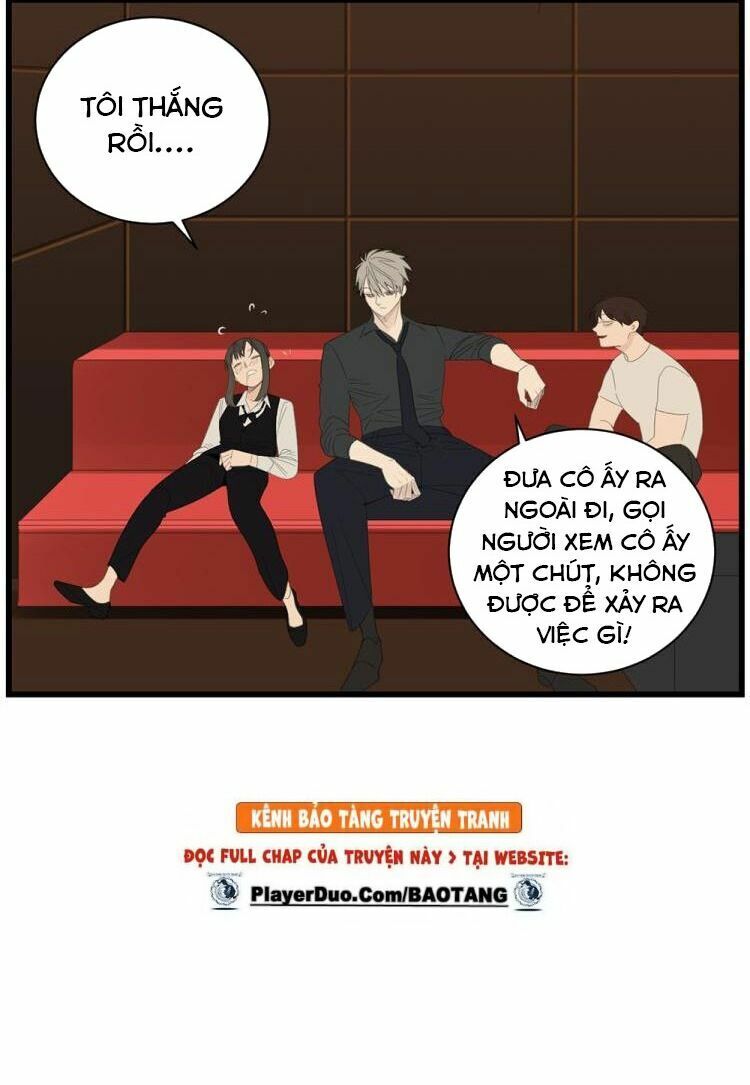 TÔI THẮNG
RỒI....
ĐƯA CÔ ẤY RA
NGOÀI ĐI, GỌI
NGƯỜI XEM CÔ ẤY
MỘT CHÚT, KHÔNG
ĐƯỢC ĐỂ XẢY RA
VIỆC GÌ!
KÊNH BẢO TÀNG TRUYỆN TRANH
ĐỌC FULL CHAP CỦA TRUYỆN NÀY > TẠI WEBSITE:
PlayerDuo.Com/BAOTANG